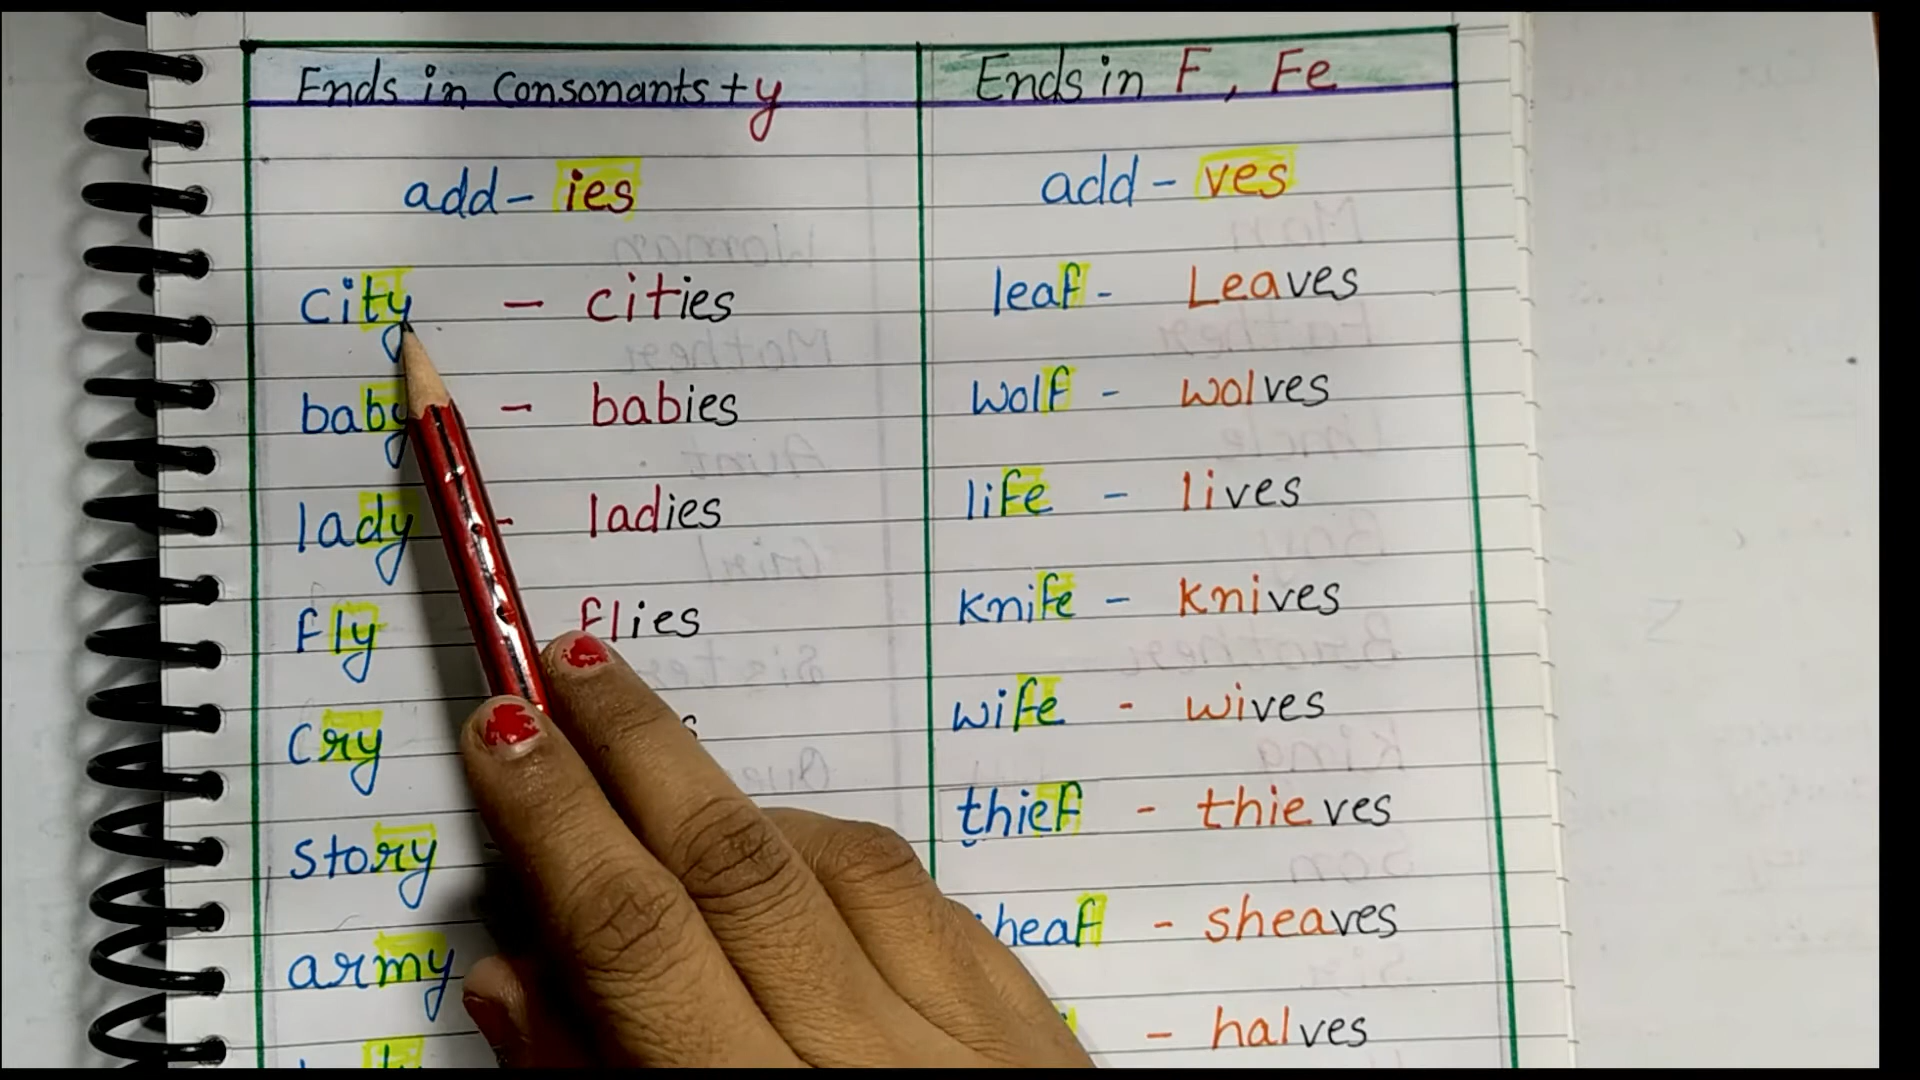 Ends in Consonants + y
add - ies
city - cities
baby - babies
lady - ladies
fly flies
cry s
story -
army
Ends in F, Fe
add - ves
leaf - Leaves
wolf - wolves
life - lives
knife - knives
wife - wives
thief - thieves
heaf - sheaves
- halves